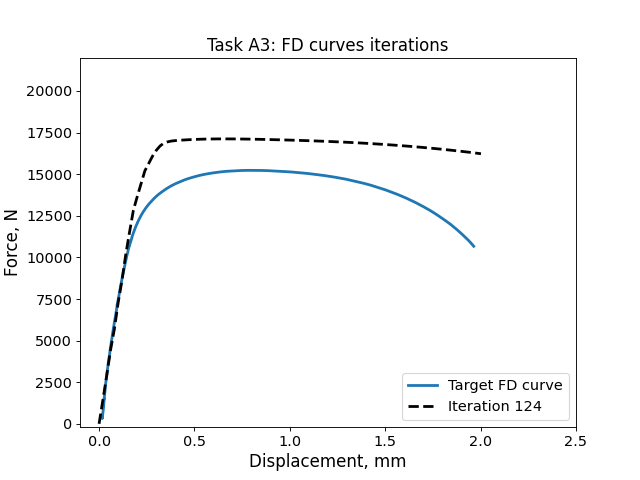 Task A3: FD curves iterations
Force, N
20000
17500
15000
12500
10000
7500
5000
2500
0
0.0 0.5 1.0 1.5 2.0 2.5
Displacement, mm
Target FD curve
Iteration 124